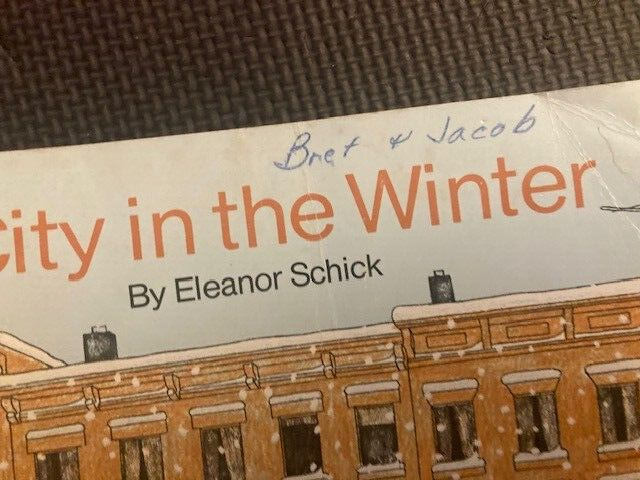 Bret & Jacob
City in the Winter
By Eleanor Schick